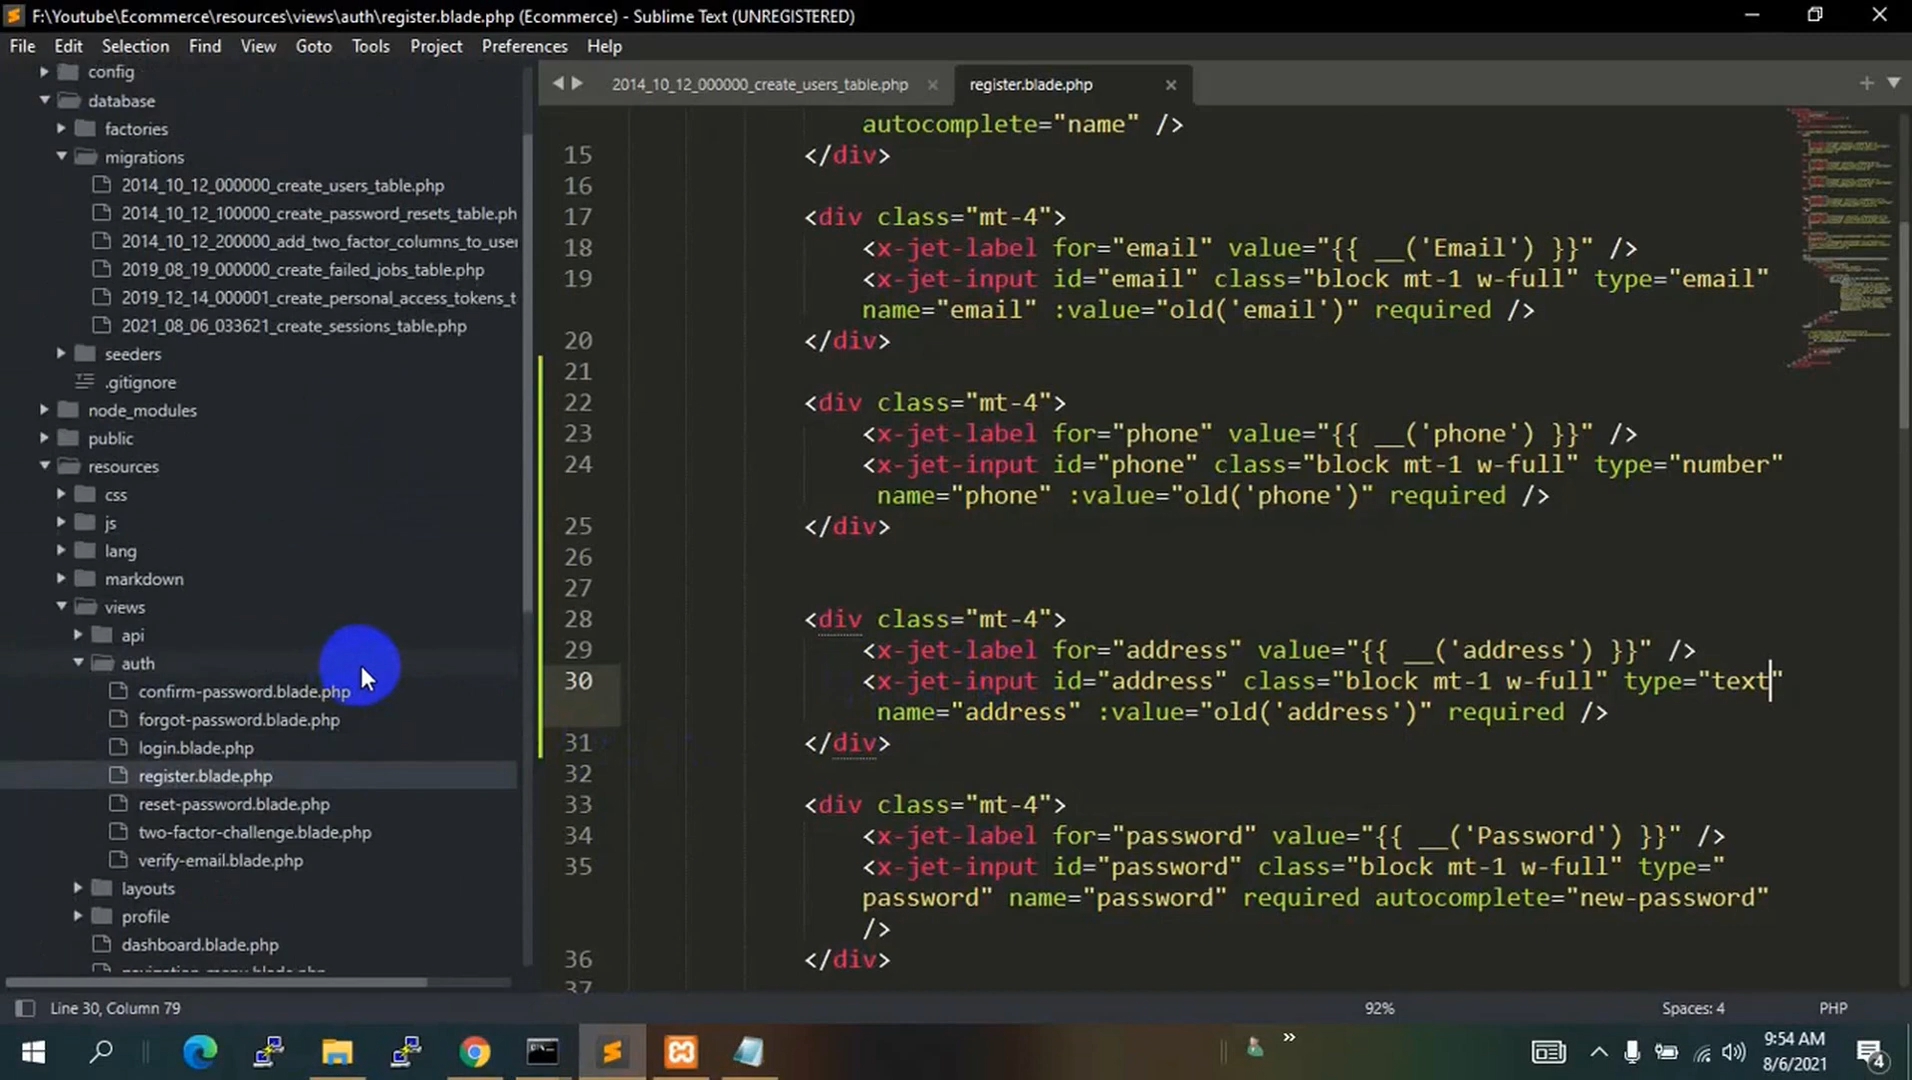 F:\Youtube\Ecommerce\resources\views\auth\register.blade.php (Ecommerce) - Sublime Text (UNREGISTERED)
File Edit Selection Find View Goto Tools Project Preferences Help
config
database
factories
migrations
2014_10_12_000000_create_users_table.php
2014_10_12_100000_create_password_resets_table.ph
2014_10_12_200000_add_two_factor_columns_to_user
2019_08_19_000000_create_failed_jobs_table.php
2019_12_14_000001_create_personal_access_tokens_t
2021_08_06_033621_create_sessions_table.php
seeders
.gitignore
node_modules
public
resources
css
js
lang
markdown
views
api
auth
confirm-password.blade.php
forgot-password.blade.php
login.blade.php
register.blade.php
reset-password.blade.php
two-factor-challenge.blade.php
verify-email.blade.php
layouts
profile
dashboard.blade.php
2014_10_12_000000_create_users_table.php × register.blade.php ×
autocomplete="name" />
15 </div>
16
17 <div class="mt-4">
18 <x-jet-label for="email" value="{{ __('Email') }}" />
19 <x-jet-input id="email" class="block mt-1 w-full" type="email"
name="email" :value="old('email')" required />
20 </div>
21
22 <div class="mt-4">
23 <x-jet-label for="phone" value="{{ __('phone') }}" />
24 <x-jet-input id="phone" class="block mt-1 w-full" type="number"
name="phone" :value="old('phone')" required />
25 </div>
26
27
28 <div class="mt-4">
29 <x-jet-label for="address" value="{{ __('address') }}" />
30 <x-jet-input id="address" class="block mt-1 w-full" type="text"
name="address" :value="old('address')" required />
31 </div>
32
33 <div class="mt-4">
34 <x-jet-label for="password" value="{{ __('Password') }}" />
35 <x-jet-input id="password" class="block mt-1 w-full" type="
password" name="password" required autocomplete="new-password"
/>
36 </div>
37
Line 30, Column 79 92% Spaces: 4 PHP
9:54 AM
8/6/2021
4